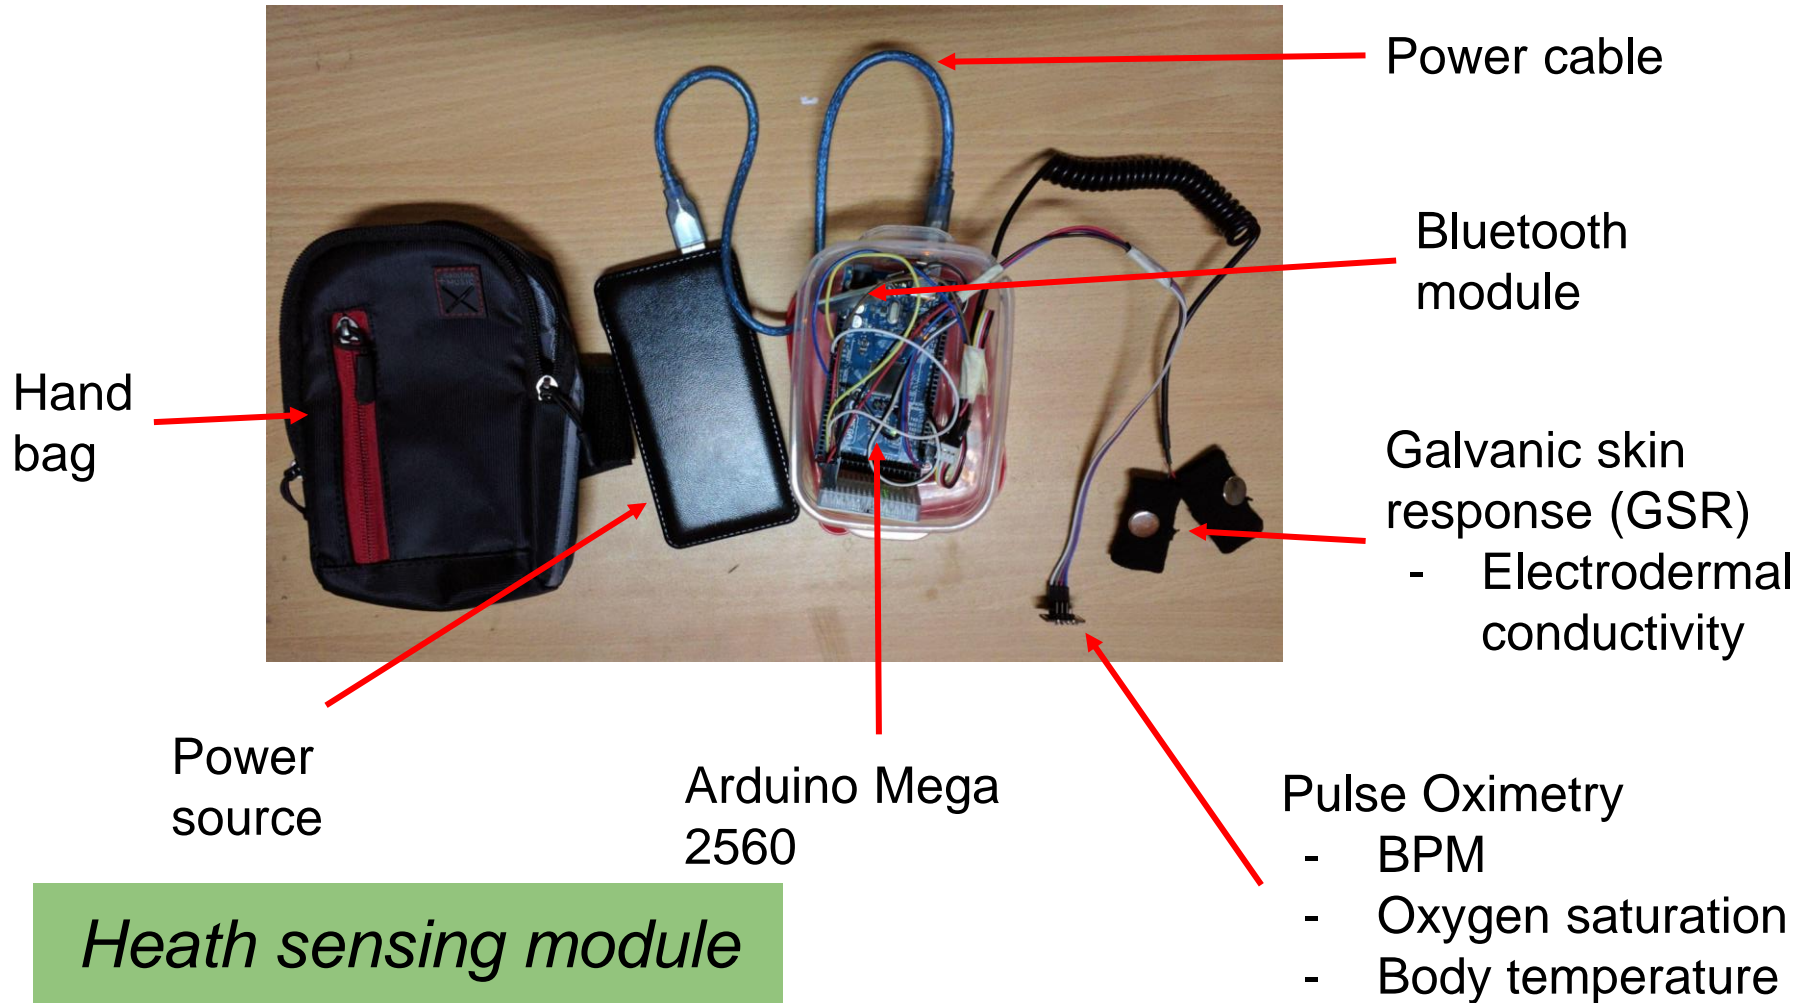 Power cable
Bluetooth
module
Hand
bag
Galvanic skin
response (GSR)
- Electrodermal
conductivity
Power
source
Arduino Mega
2560
Pulse Oximetry
- BPM
- Oxygen saturation
- Body temperature
Heath sensing module